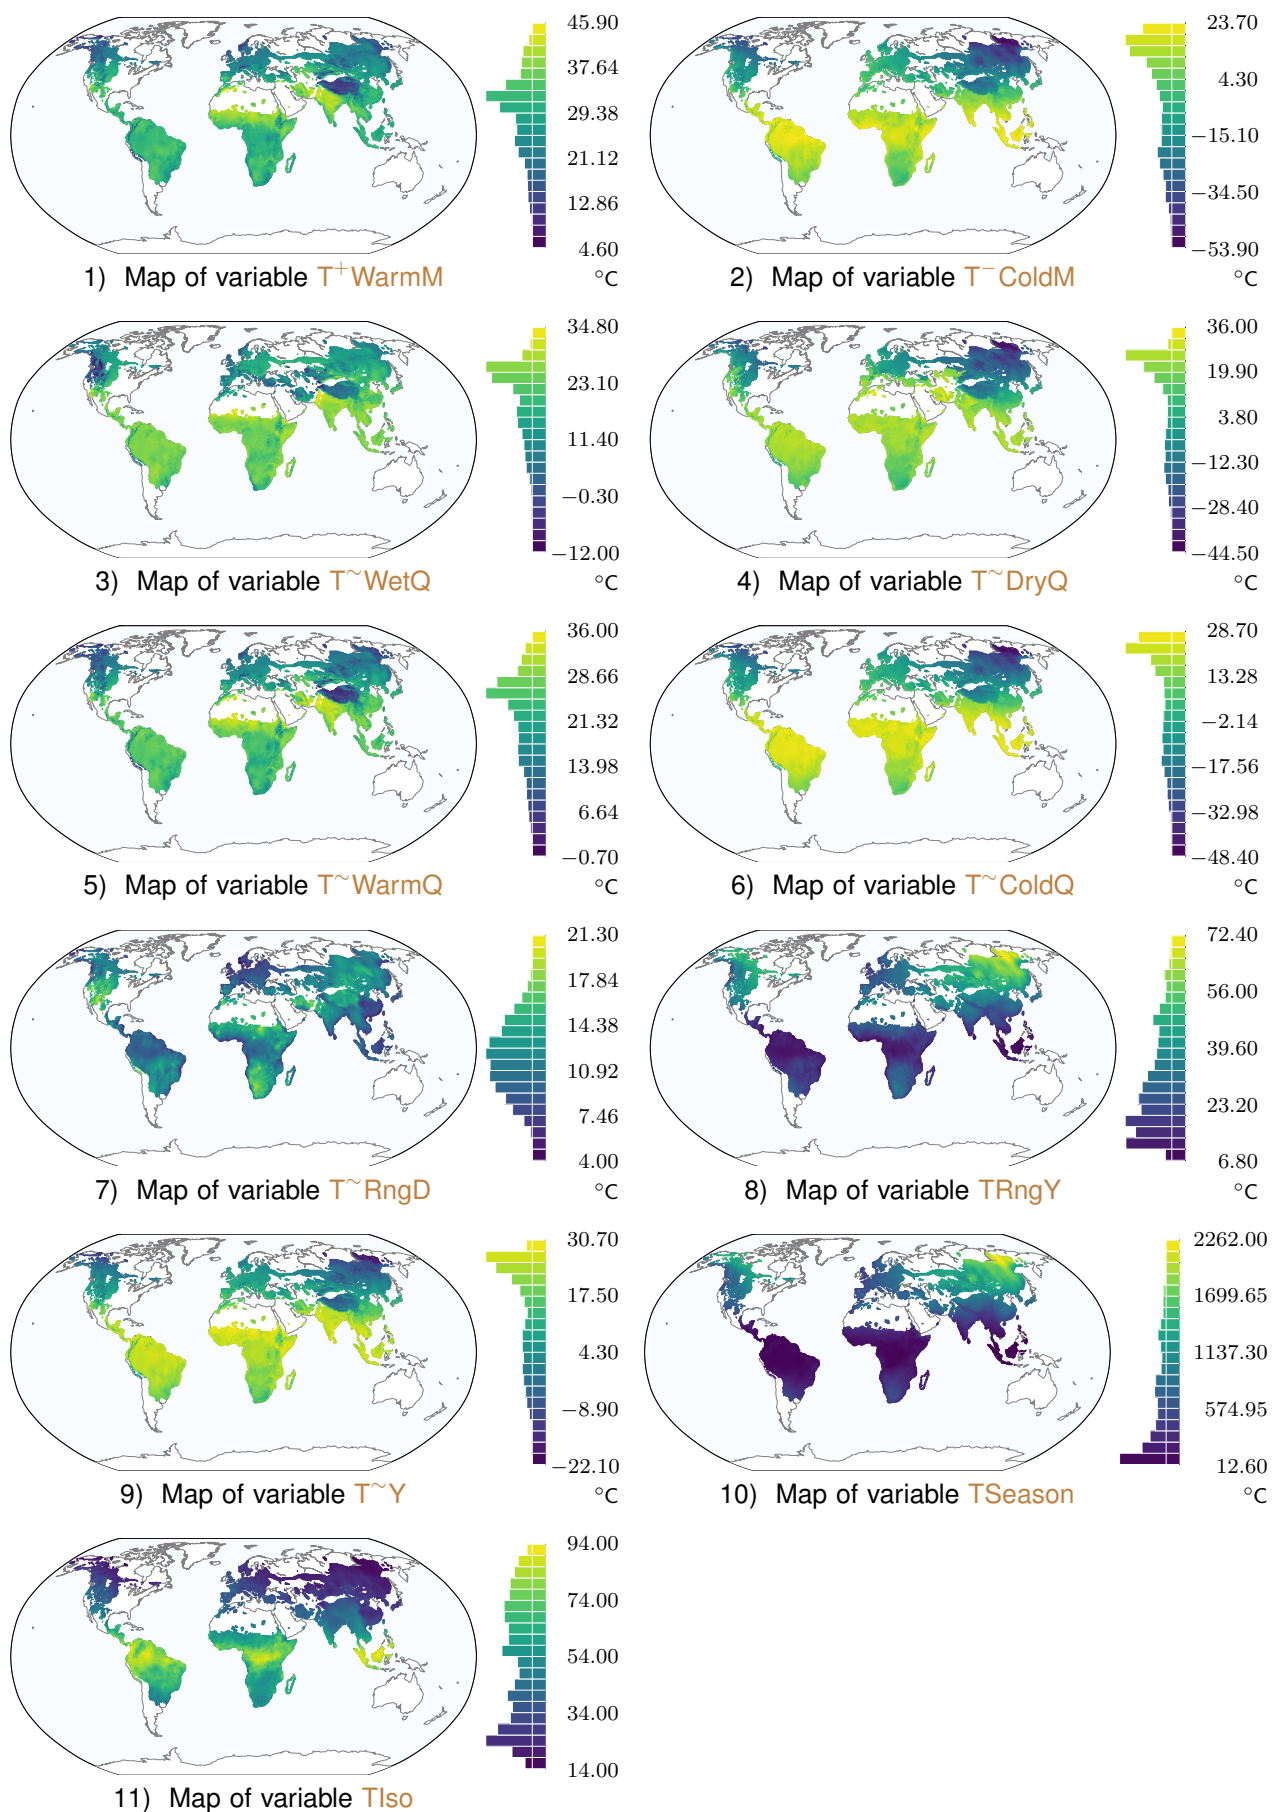 45.90
37.64
29.38
21.12
12.86
4.60
°C
1) Map of variable T⁺WarmM
23.70
4.30
−15.10
−34.50
−53.90
°C
2) Map of variable T⁻ColdM
34.80
23.10
11.40
−0.30
−12.00
°C
3) Map of variable T~WetQ
36.00
19.90
3.80
−12.30
−28.40
−44.50
°C
4) Map of variable T~DryQ
36.00
28.66
21.32
13.98
6.64
−0.70
°C
5) Map of variable T~WarmQ
28.70
13.28
−2.14
−17.56
−32.98
−48.40
°C
6) Map of variable T~ColdQ
21.30
17.84
14.38
10.92
7.46
4.00
°C
7) Map of variable T~RngD
72.40
56.00
39.60
23.20
6.80
°C
8) Map of variable TRngY
30.70
17.50
4.30
−8.90
−22.10
°C
9) Map of variable T~Y
2262.00
1699.65
1137.30
574.95
12.60
°C
10) Map of variable TSeason
94.00
74.00
54.00
34.00
14.00
11) Map of variable TIso